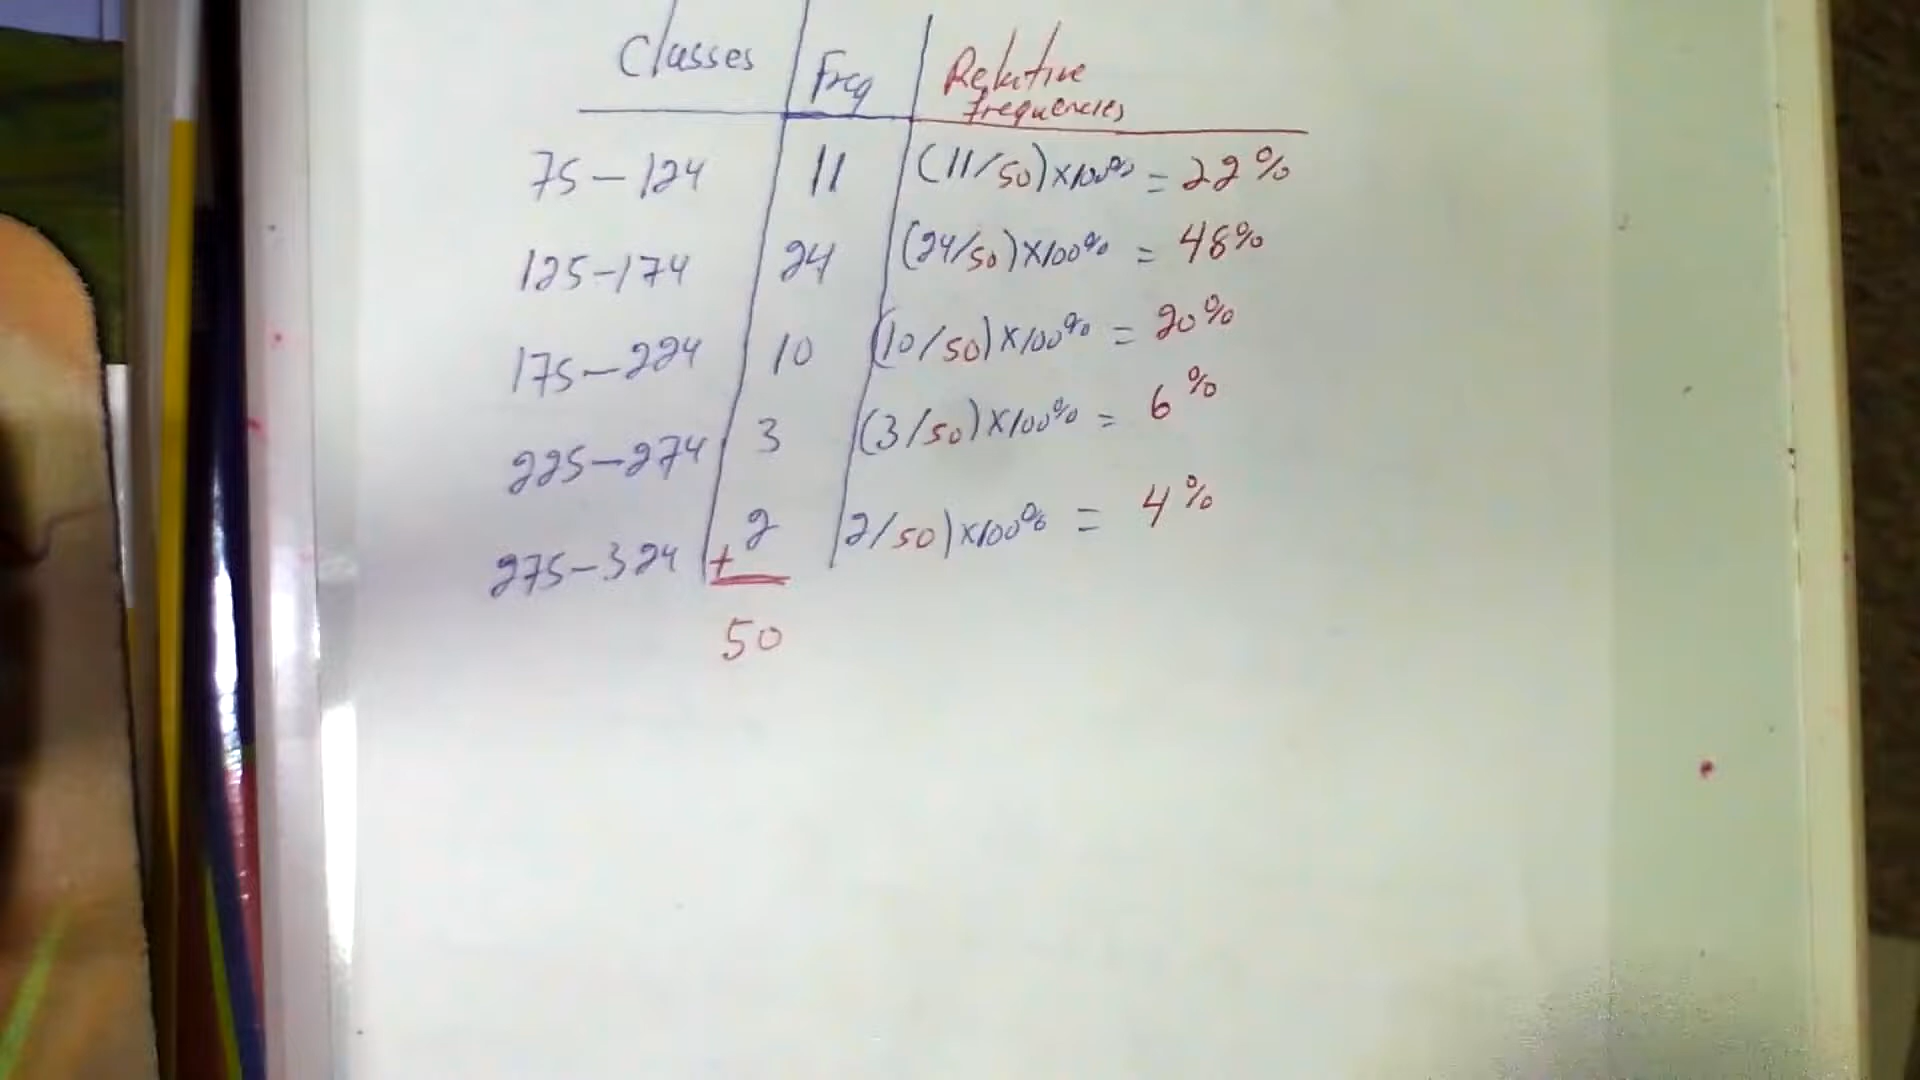 Classes Freq Relative frequencies
75-124 11 (11/50)×100% = 22%
125-174 24 (24/50)×100% = 48%
175-224 10 (10/50)×100% = 20%
225-274 3 (3/50)×100% = 6%
275-324 2 2/50)×100% = 4%
+
50